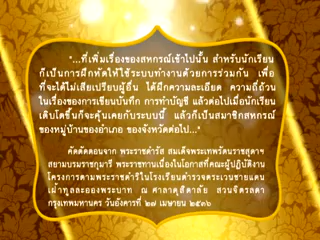 "...ที่เพิ่มเรื่องของสหกรณ์เข้าไปนั้น สำหรับนักเรียน
ก็เป็นการฝึกหัดให้ใช้ระบบทำงานด้วยการร่วมกัน เพื่อ
ที่จะได้ไม่เสียเปรียบผู้อื่น ได้ฝึกความละเอียด ความถี่ถ้วน
ในเรื่องของการเขียนบันทึก การทำบัญชี แล้วต่อไปเมื่อนักเรียน
เติบโตขึ้นก็จะคุ้นเคยกับระบบนี้ แล้วก็เป็นสมาชิกสหกรณ์
ของหมู่บ้านของอำเภอ ของจังหวัดต่อไป..."
คัดตัดตอนจาก พระราชดำรัส สมเด็จพระเทพรัตนราชสุดาฯ
สยามบรมราชกุมารี พระราชทานเนื่องในโอกาสที่คณะผู้ปฏิบัติงาน
โครงการตามพระราชดำริในโรงเรียนตำรวจตระเวนชายแดน
เฝ้าทูลละอองพระบาท ณ ศาลาดุสิดาลัย สวนจิตรลดา
กรุงเทพมหานคร วันอังคารที่ ๒๗ เมษายน ๒๕๓๖